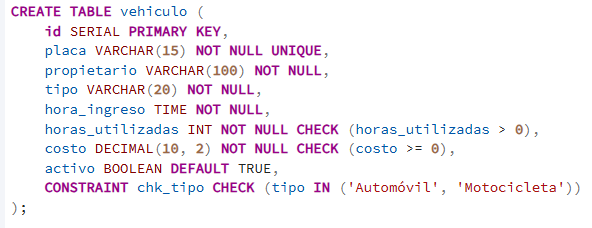 CREATE TABLE vehiculo (
    id SERIAL PRIMARY KEY,
    placa VARCHAR(15) NOT NULL UNIQUE,
    propietario VARCHAR(100) NOT NULL,
    tipo VARCHAR(20) NOT NULL,
    hora_ingreso TIME NOT NULL,
    horas_utilizadas INT NOT NULL CHECK (horas_utilizadas > 0),
    costo DECIMAL(10, 2) NOT NULL CHECK (costo >= 0),
    activo BOOLEAN DEFAULT TRUE,
    CONSTRAINT chk_tipo CHECK (tipo IN ('Automóvil', 'Motocicleta'))
);